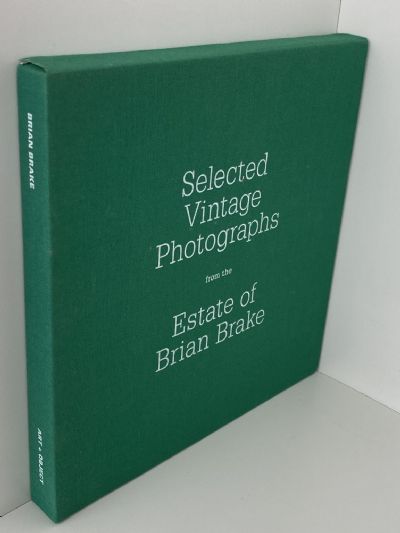 BRIAN BRAKE
ART + OBJECT
Selected
Vintage
Photographs
from the
Estate of
Brian Brake